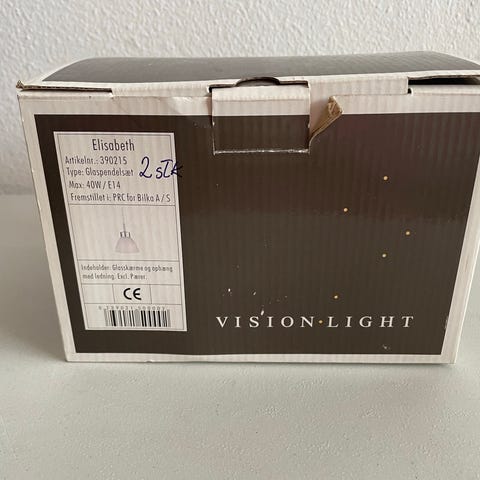 Elisabeth
Artikelnr.: 390215
Type: Glaspendelsæt 2 STK
Max: 40W/E14
Fremstillet i: PRC for Bilka A/S
Indeholder: Glasskærme og ophæng
med ledning. Excl. Pærer.
CE
VISION·LIGHT